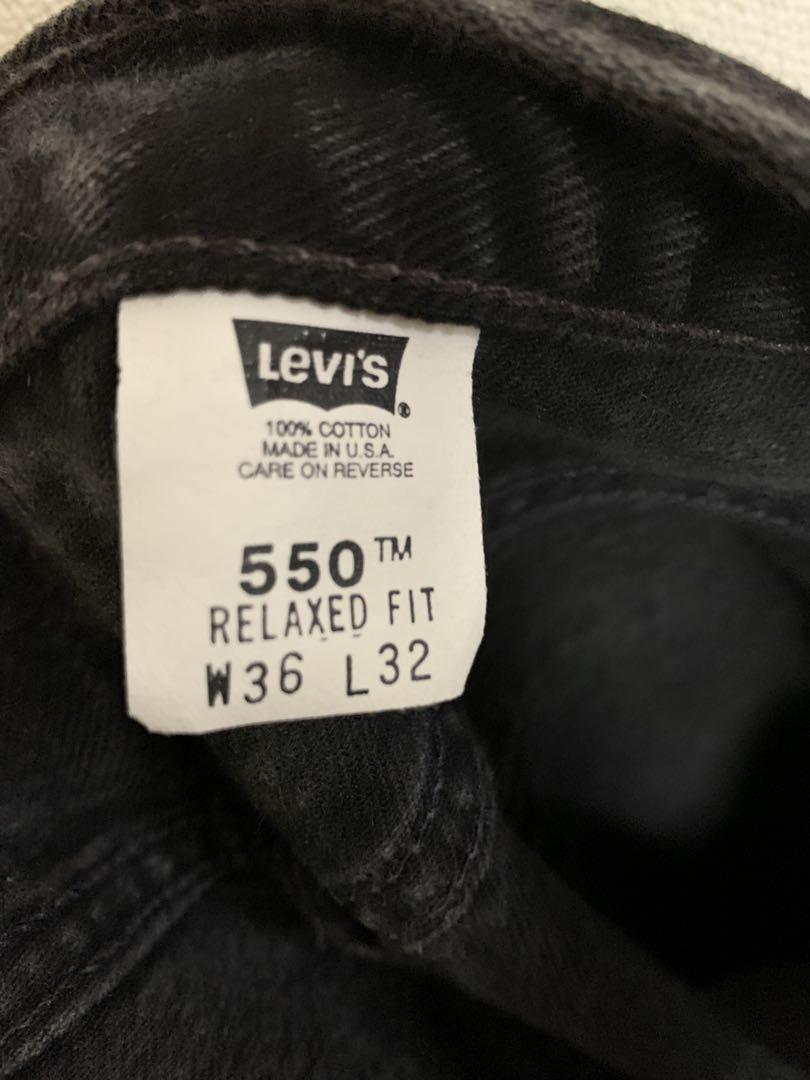 Levi's ®
100% COTTON
MADE IN U.S.A.
CARE ON REVERSE
550™
RELAXED FIT
W36 L32